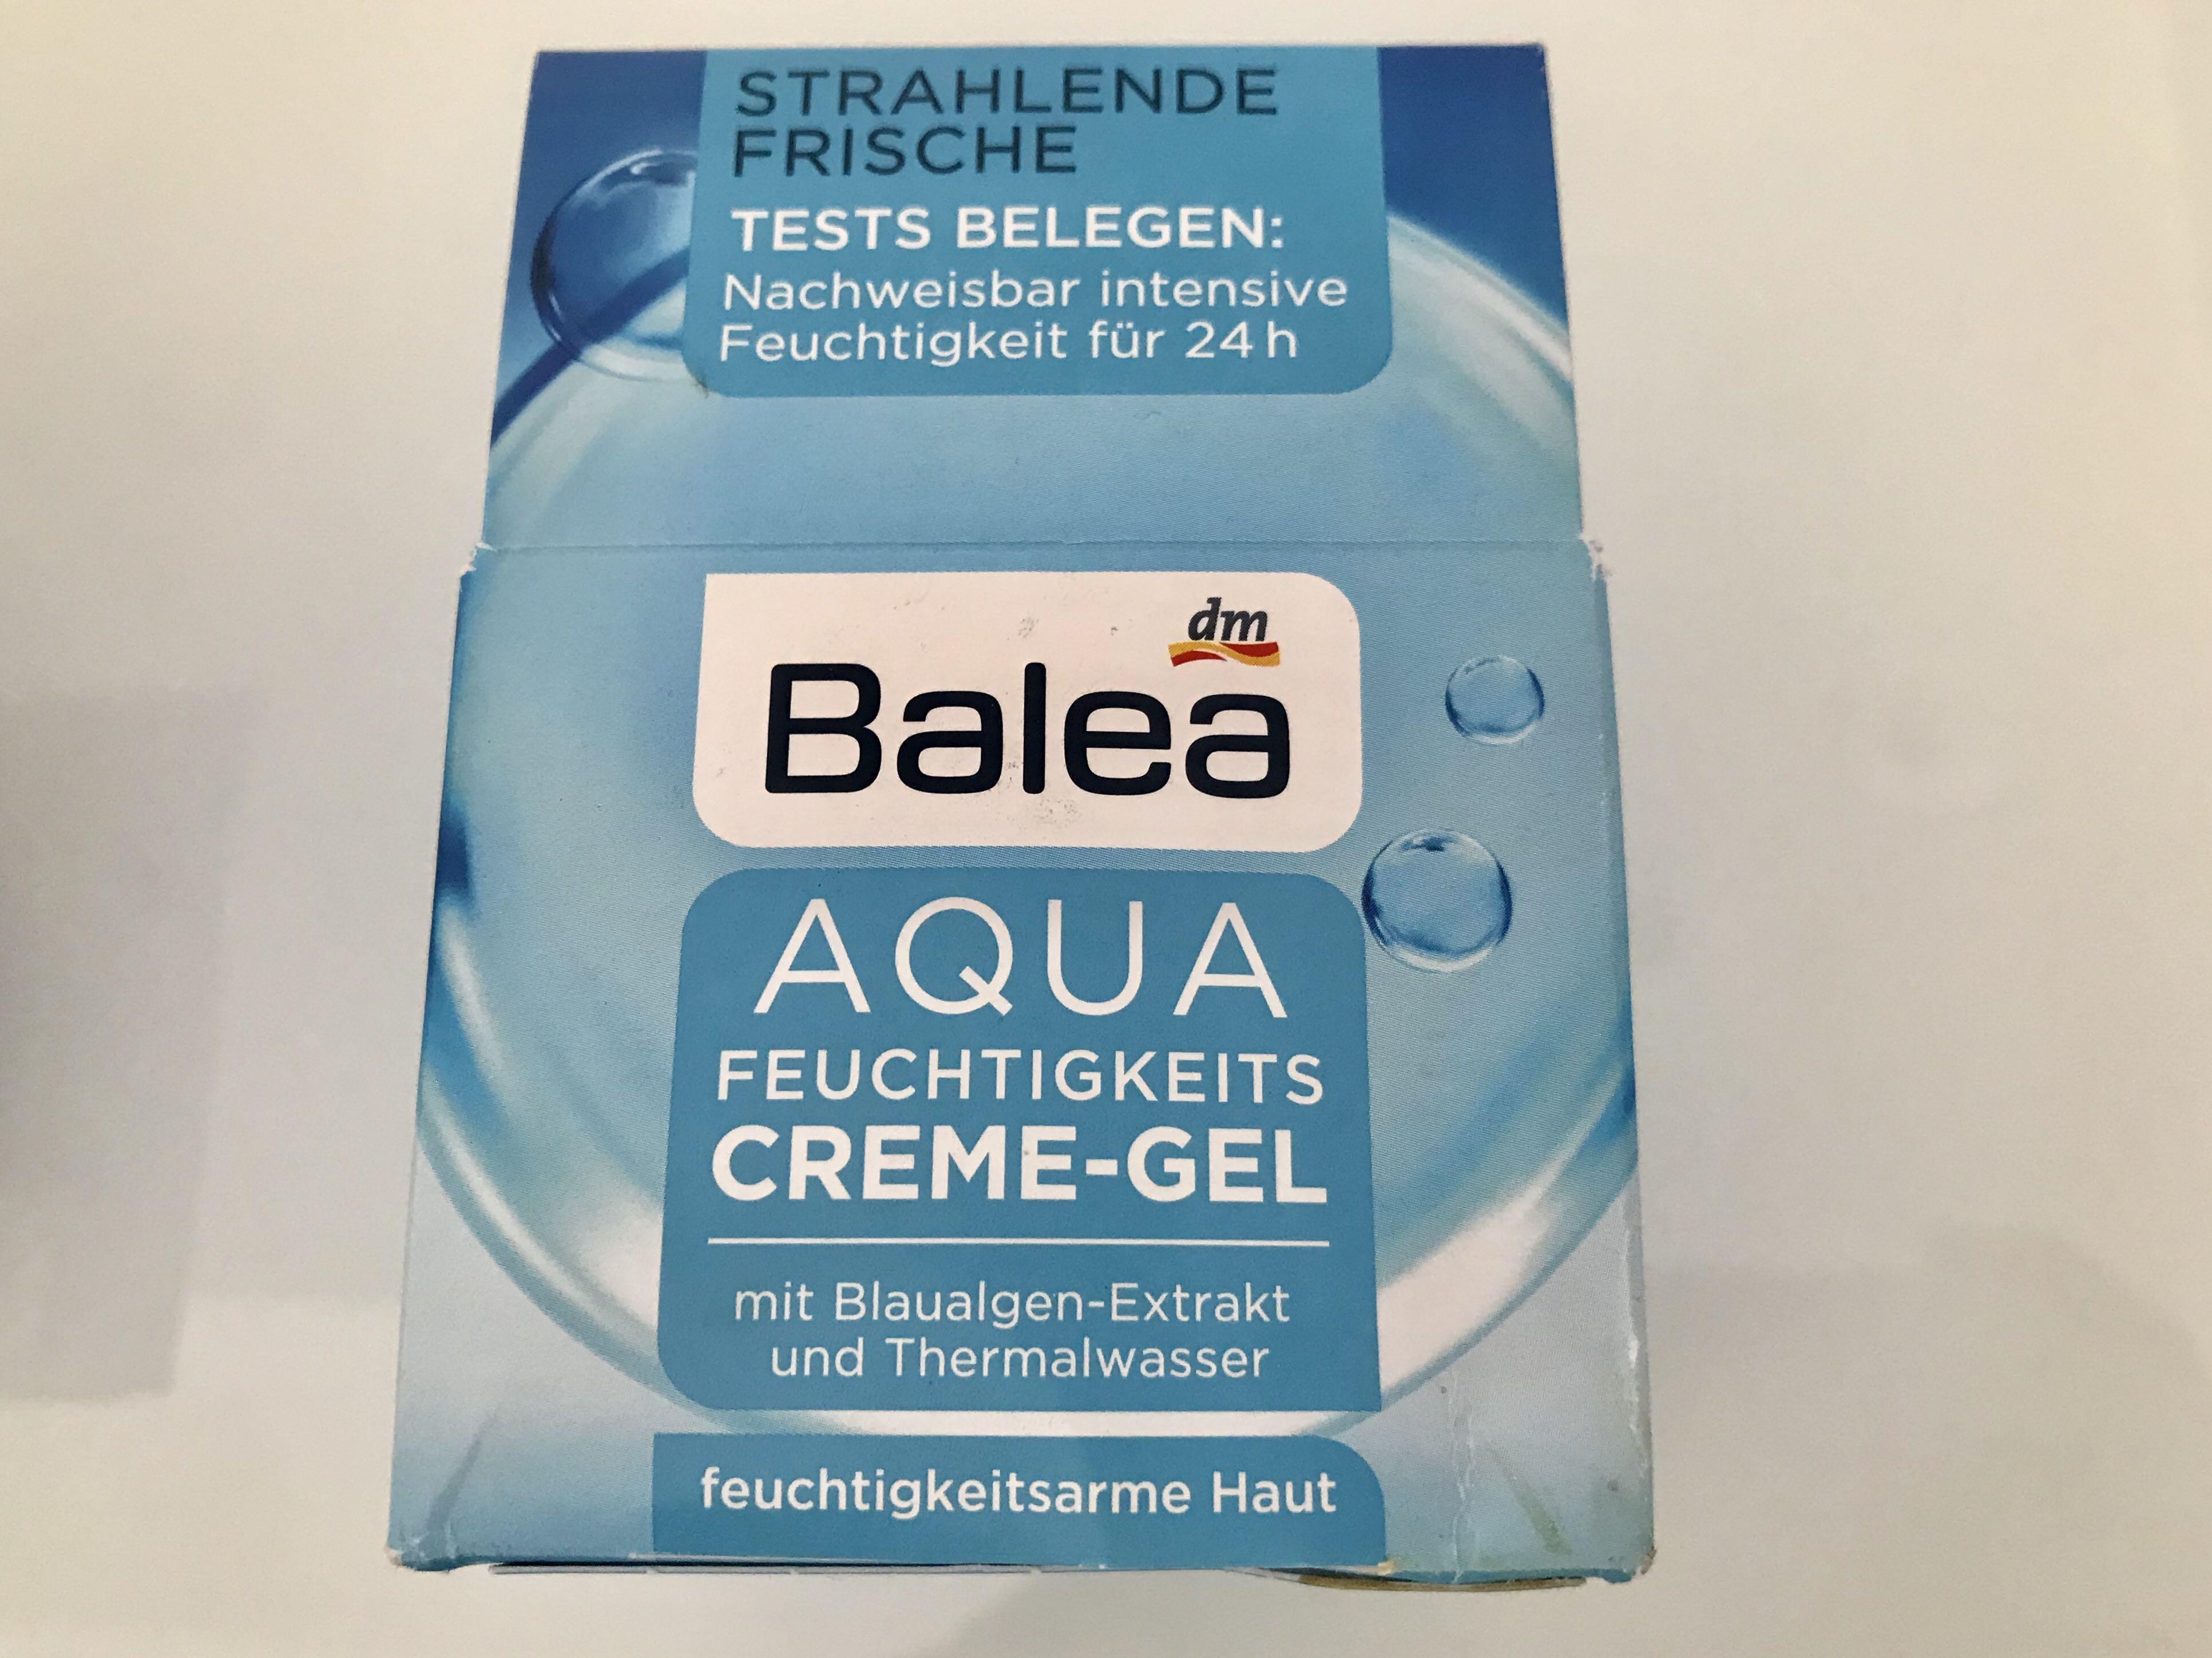 STRAHLENDE
FRISCHE
TESTS BELEGEN:
Nachweisbar intensive
Feuchtigkeit für 24 h
dm
Balea
AQUA
FEUCHTIGKEITS
CREME-GEL
mit Blaualgen-Extrakt
und Thermalwasser
feuchtigkeitsarme Haut